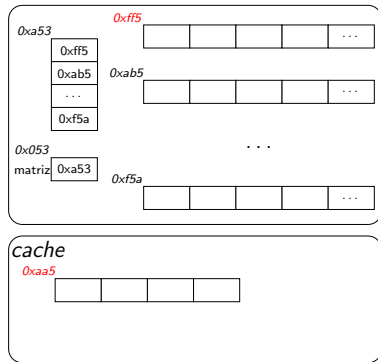 0xff5
0xa53
0xff5
...
0xab5
0xab5
...
0xf5a
...
0x053
matriz 0xa53
0xf5a
...
cache
0xaa5